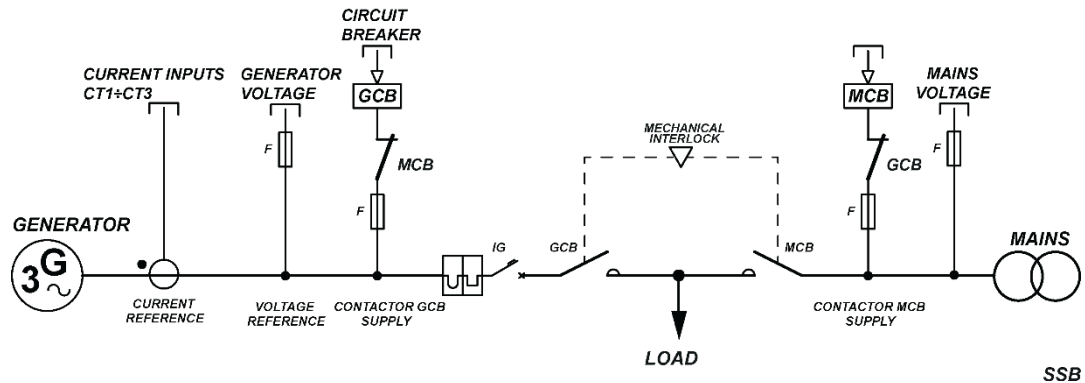 CIRCUIT
BREAKER
CURRENT INPUTS
CT1÷CT3
GENERATOR
VOLTAGE
GCB
MCB
MAINS
VOLTAGE
MECHANICAL
INTERLOCK
F
MCB
GCB
F
F
F
GENERATOR
3G
IG
GCB
MCB
MAINS
CURRENT
REFERENCE
VOLTAGE
REFERENCE
CONTACTOR GCB
SUPPLY
CONTACTOR MCB
SUPPLY
LOAD
SSB